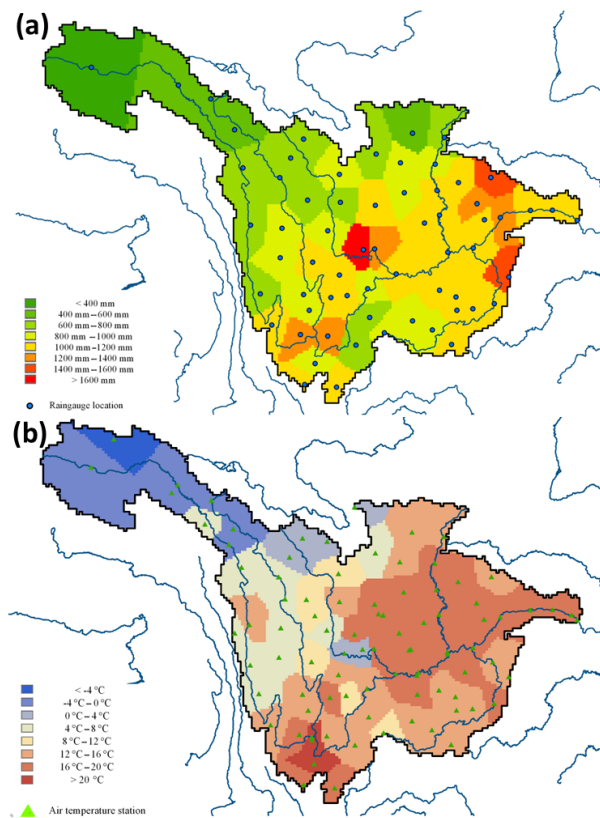 (a)
< 400 mm
400 mm–600 mm
600 mm–800 mm
800 mm–1000 mm
1000 mm–1200 mm
1200 mm–1400 mm
1400 mm–1600 mm
> 1600 mm
Raingauge location
(b)
< -4 °C
-4 °C–0 °C
0 °C–4 °C
4 °C–8 °C
8 °C–12 °C
12 °C–16 °C
16 °C–20 °C
> 20 °C
Air temperature station